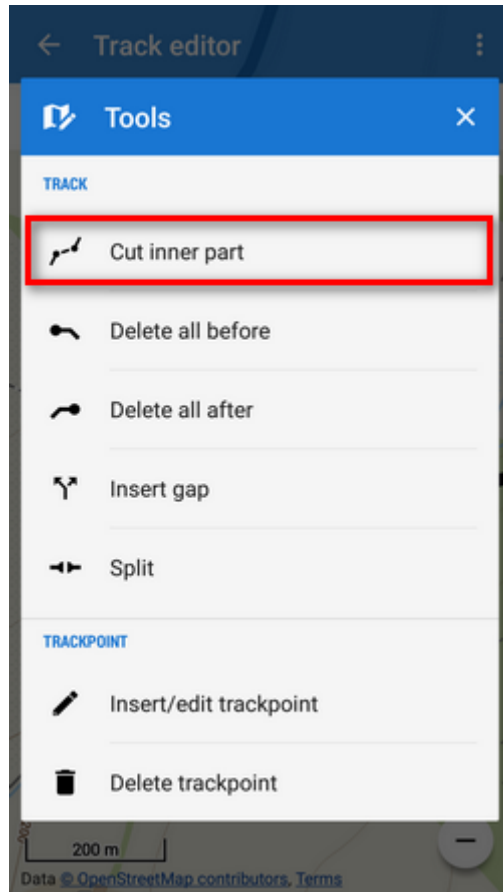 Track editor
Tools
TRACK
Cut inner part
Delete all before
Delete all after
Insert gap
Split
TRACKPOINT
Insert/edit trackpoint
Delete trackpoint
200 m
Data © OpenStreetMap contributors, Terms